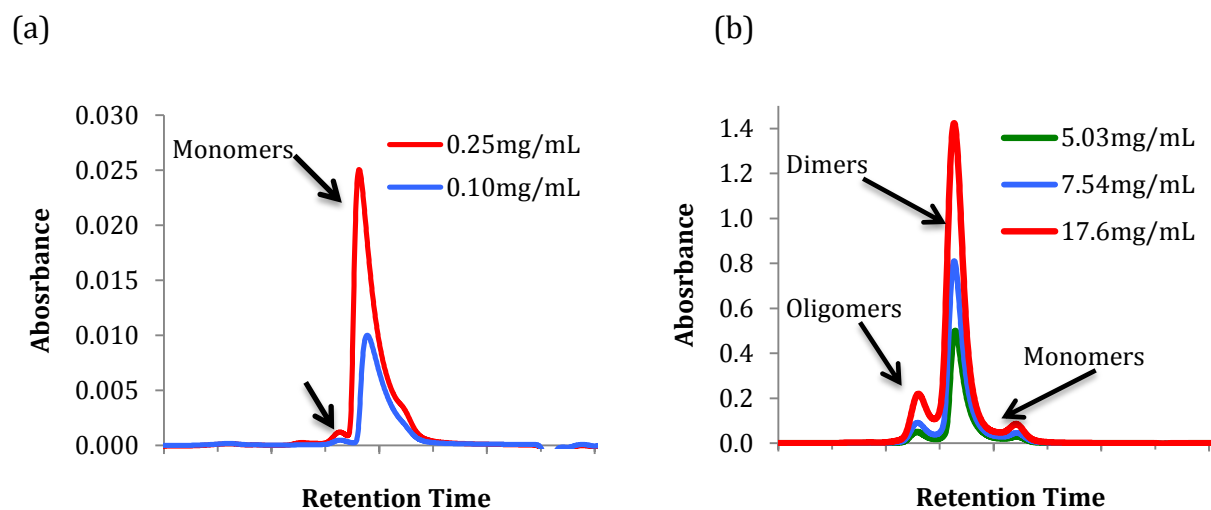 (a)
Abosrbance
0.030
0.025
0.020
0.015
0.010
0.005
0.000
Monomers
0.25mg/mL
0.10mg/mL
Retention Time
(b)
Abosrbance
1.4
1.2
1.0
0.8
0.6
0.4
0.2
0.0
Dimers
Oligomers
Monomers
5.03mg/mL
7.54mg/mL
17.6mg/mL
Retention Time